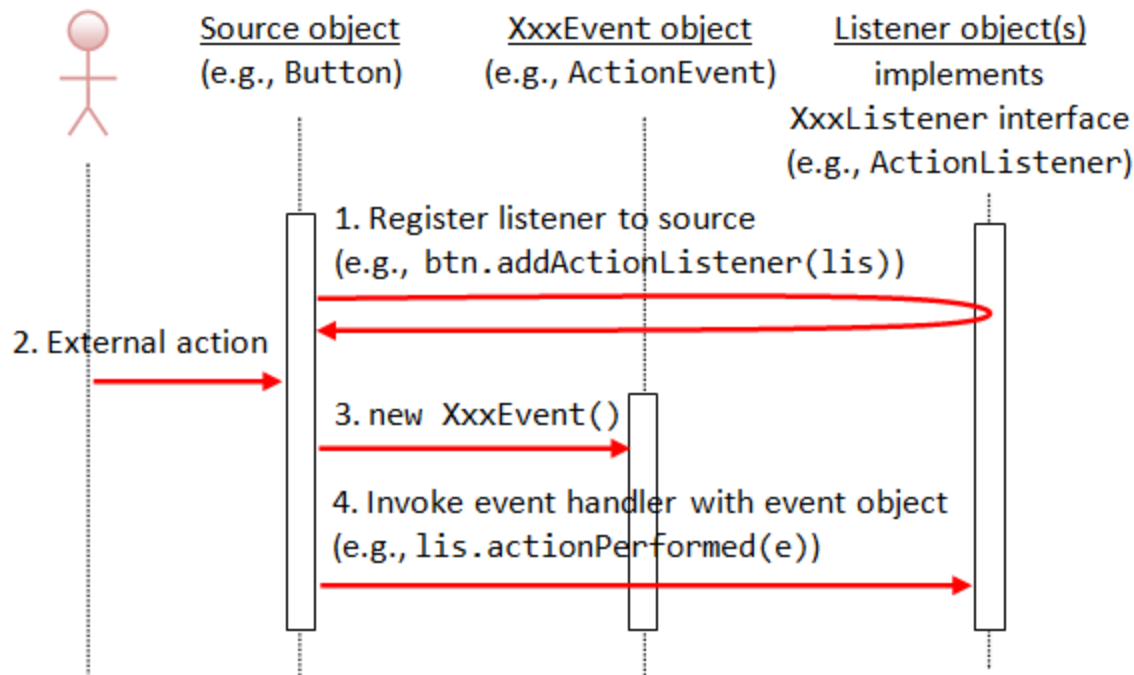 Source object
(e.g., Button)
XxxEvent object
(e.g., ActionEvent)
Listener object(s)
implements
XxxListener interface
(e.g., ActionListener)
1. Register listener to source
(e.g., btn.addActionListener(lis))
2. External action
3. new XxxEvent()
4. Invoke event handler with event object
(e.g., lis.actionPerformed(e))